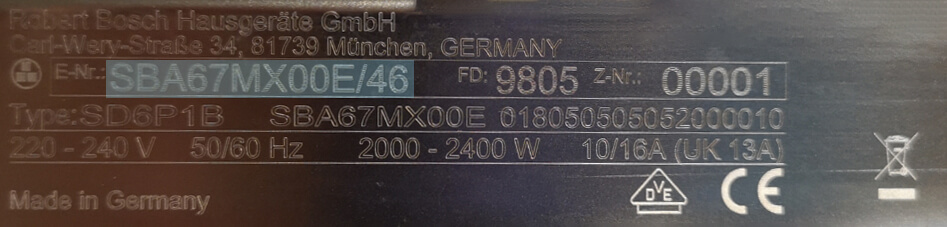 Robert Bosch Hausgeräte GmbH
Carl-Wery-Straße 34, 81739 München, GERMANY
E-Nr.: SBA67MX00E/46 FD: 9805 Z-Nr.: 00001
Type: SD6P1B SBA67MX00E 018050505052000010
220 - 240 V 50/60 Hz 2000 - 2400 W 10/16A (UK 13A)
Made in Germany
DVE
CE